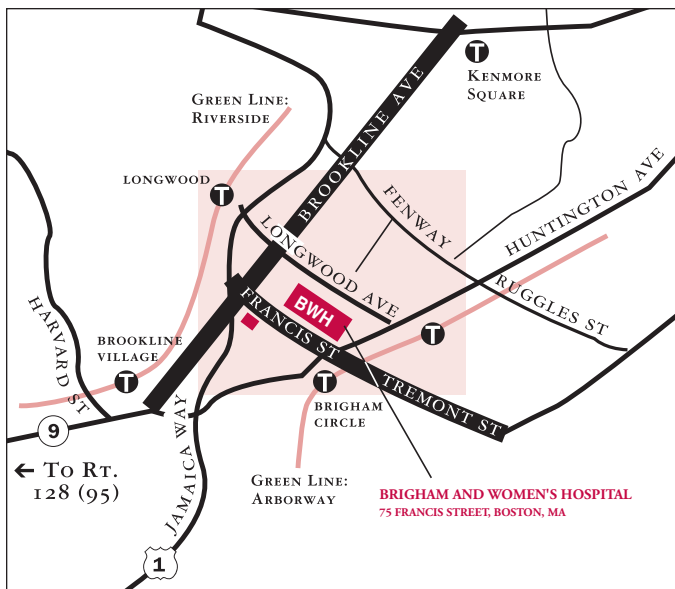 T
KENMORE
SQUARE
BROOKLINE AVE
GREEN LINE:
RIVERSIDE
LONGWOOD
T
FENWAY
HUNTINGTON AVE
LONGWOOD AVE
RUGGLES ST
BWH
FRANCIS ST
HARVARD ST
BROOKLINE
VILLAGE
T
T
T
TREMONT ST
BRIGHAM
CIRCLE
9
JAMAICA WAY
← TO RT.
128 (95)
GREEN LINE:
ARBORWAY
BRIGHAM AND WOMEN'S HOSPITAL
75 FRANCIS STREET, BOSTON, MA
1